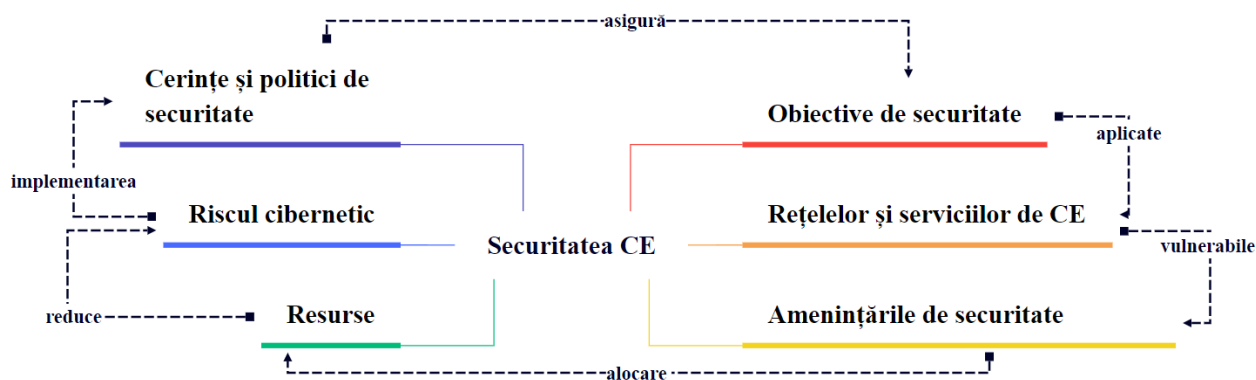 asigură
Cerințe și politici de
securitate
Obiective de securitate
aplicate
implementarea
Riscul cibernetic
Rețelelor și serviciilor de CE
Securitatea CE
vulnerabile
reduce
Resurse
Amenințările de securitate
alocare